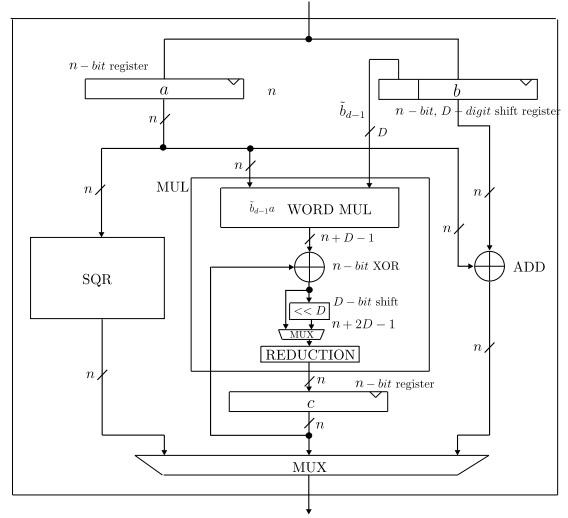 n − bit register
a
n
b
n − bit, D − digit shift register
b̃d−1
D
n
n
n
n
n
MUL
b̃d−1a WORD MUL
n + D − 1
n − bit XOR
ADD
SQR
D − bit shift
<< D
n + 2D − 1
MUX
REDUCTION
n
n
n
n − bit register
c
n
MUX